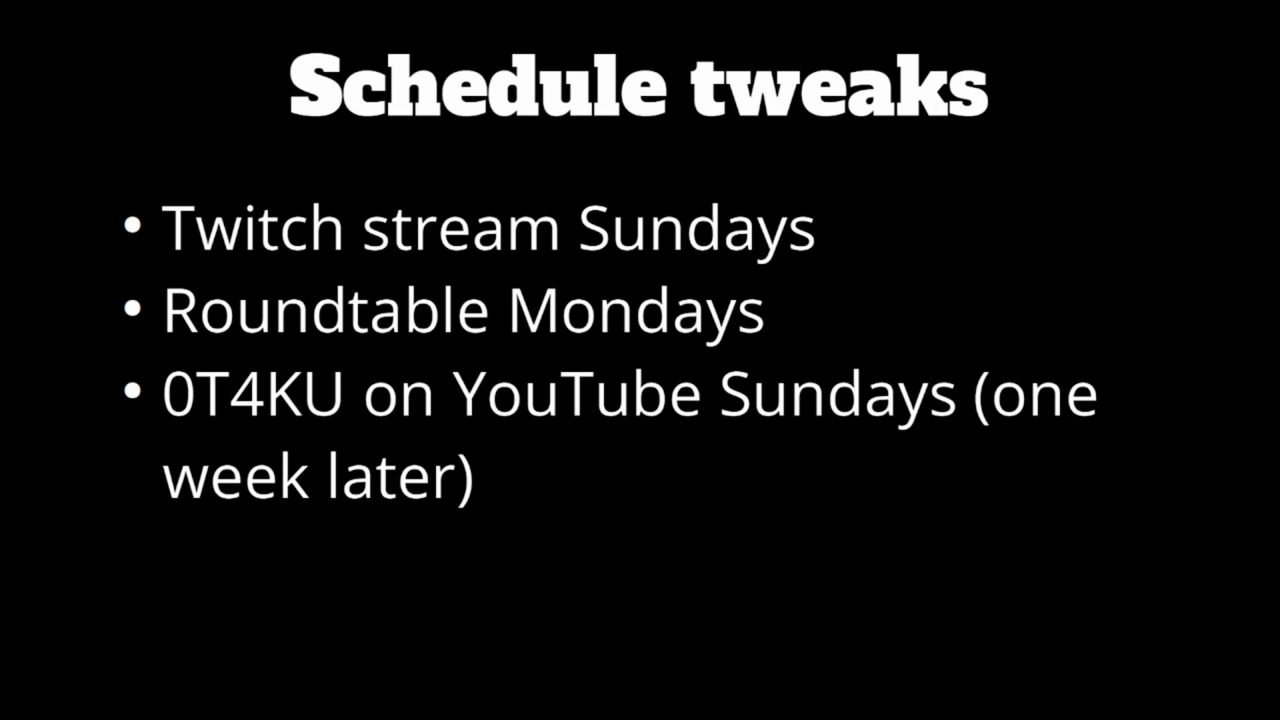 Schedule tweaks
• Twitch stream Sundays
• Roundtable Mondays
• 0T4KU on YouTube Sundays (one
week later)